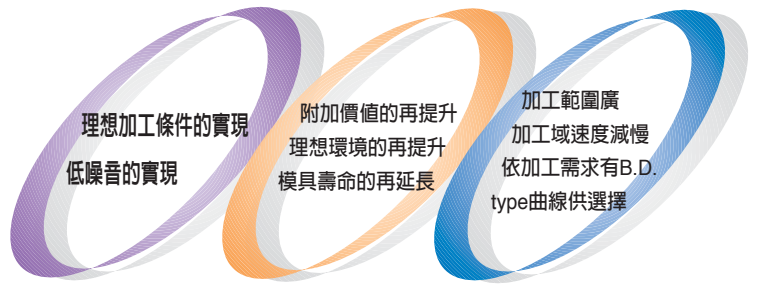 理想加工條件的實現
低噪音的實現
附加價值的再提升
理想環境的再提升
模具壽命的再延長
加工範圍廣
加工域速度減慢
依加工需求有B.D.
type曲線供選擇